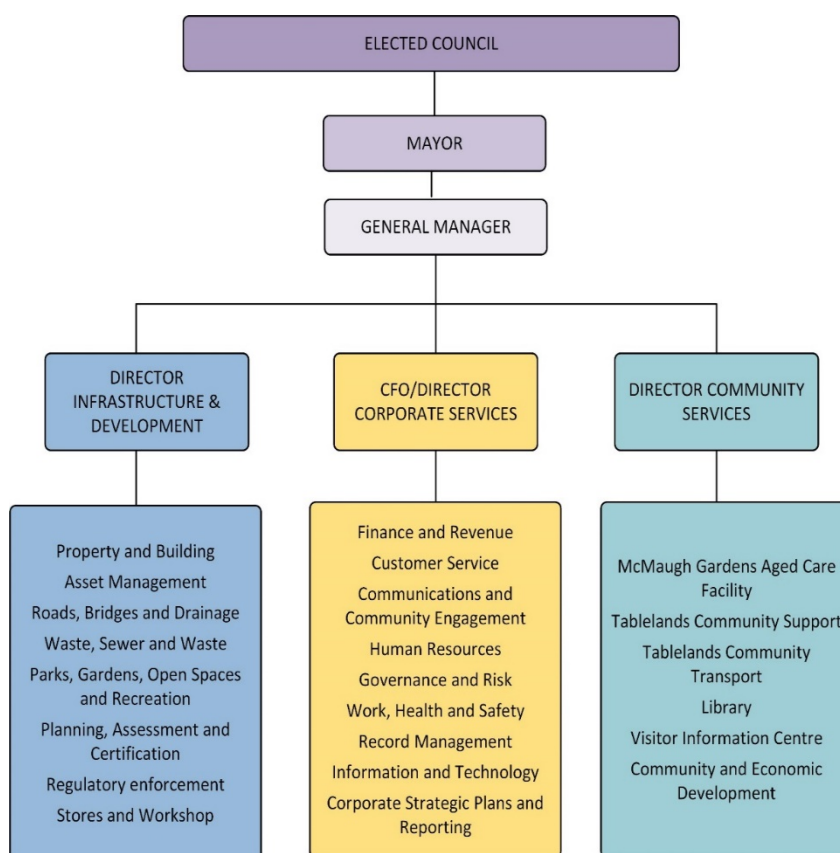 ELECTED COUNCIL
MAYOR
GENERAL MANAGER
DIRECTOR
INFRASTRUCTURE &
DEVELOPMENT
CFO/DIRECTOR
CORPORATE SERVICES
DIRECTOR COMMUNITY
SERVICES
Property and Building
Asset Management
Roads, Bridges and Drainage
Waste, Sewer and Waste
Parks, Gardens, Open Spaces
and Recreation
Planning, Assessment and
Certification
Regulatory enforcement
Stores and Workshop
Finance and Revenue
Customer Service
Communications and
Community Engagement
Human Resources
Governance and Risk
Work, Health and Safety
Record Management
Information and Technology
Corporate Strategic Plans and
Reporting
McMaugh Gardens Aged Care
Facility
Tablelands Community Support
Tablelands Community
Transport
Library
Visitor Information Centre
Community and Economic
Development